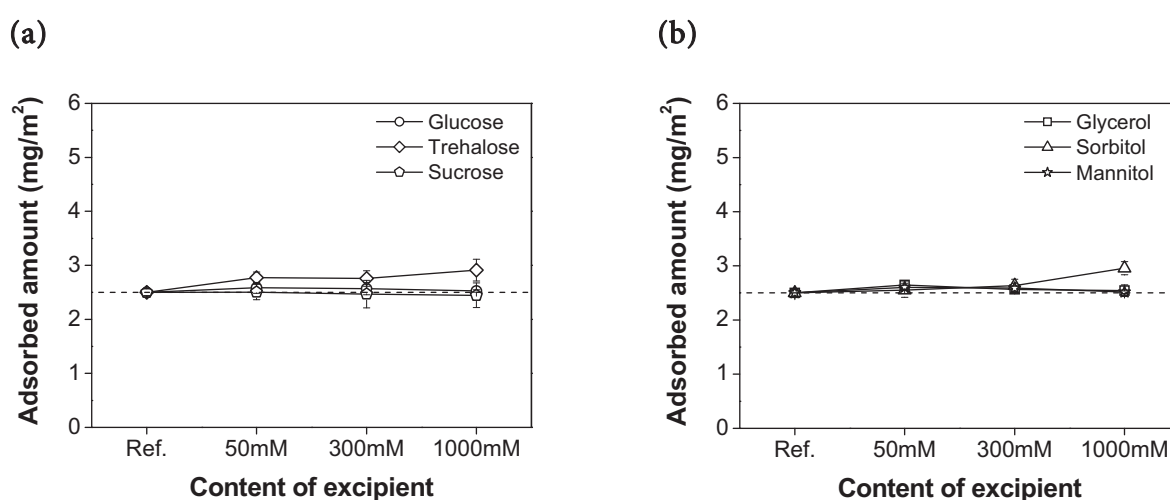 (a)
Adsorbed amount (mg/m²)
6
5
4
3
2
1
0
Glucose
Trehalose
Sucrose
Ref. 50mM 300mM 1000mM
Content of excipient
(b)
Adsorbed amount (mg/m²)
6
5
4
3
2
1
0
Glycerol
Sorbitol
Mannitol
Ref. 50mM 300mM 1000mM
Content of excipient